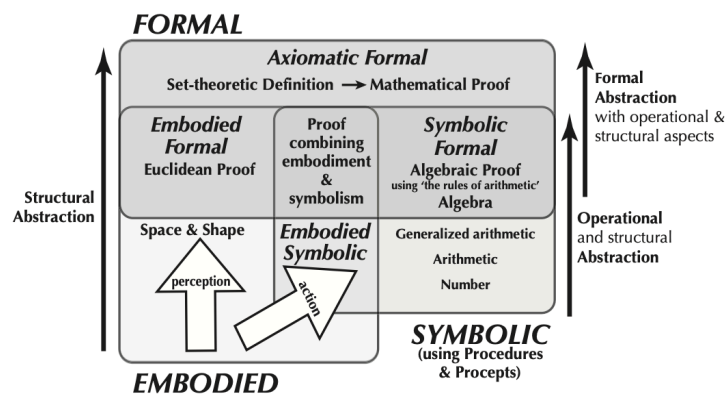 FORMAL
Axiomatic Formal
Set-theoretic Definition → Mathematical Proof
Embodied
Formal
Euclidean Proof
Proof
combining
embodiment
&
symbolism
Symbolic
Formal
Algebraic Proof
using ‘the rules of arithmetic’
Algebra
Space & Shape
perception
Embodied
Symbolic
action
Generalized arithmetic
Arithmetic
Number
EMBODIED
SYMBOLIC
(using Procedures
& Procepts)
Structural
Abstraction
Formal
Abstraction
with operational &
structural aspects
Operational
and structural
Abstraction